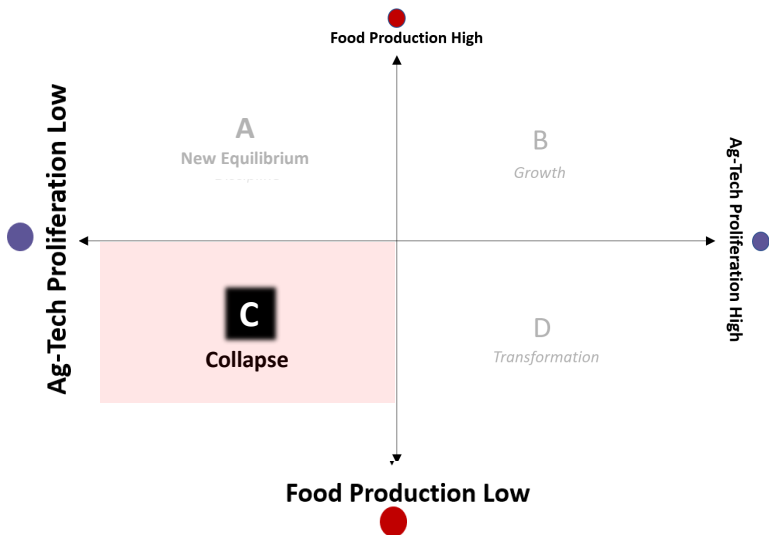 Food Production High
Ag-Tech Proliferation Low
A
New Equilibrium
B
Growth
Ag-Tech Proliferation High
C
Collapse
D
Transformation
Food Production Low